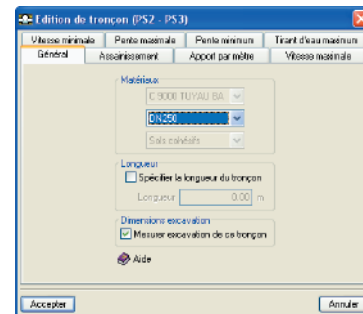 Edition de tronçon (PS2 - PS3)
Vitesse minimale Pente maximale Pente minimum Tirant d'eau maximum
Général Assainissement Apport par mètre Vitesse maximale
Matériaux
C 9000 TUYAU BA
DN250
Sols cohésifs
Longueur
Spécifier la longueur du tronçon
Longueur 0.00 m
Dimensions excavation
Mesurer excavation de ce tronçon
Aide
Accepter Annuler